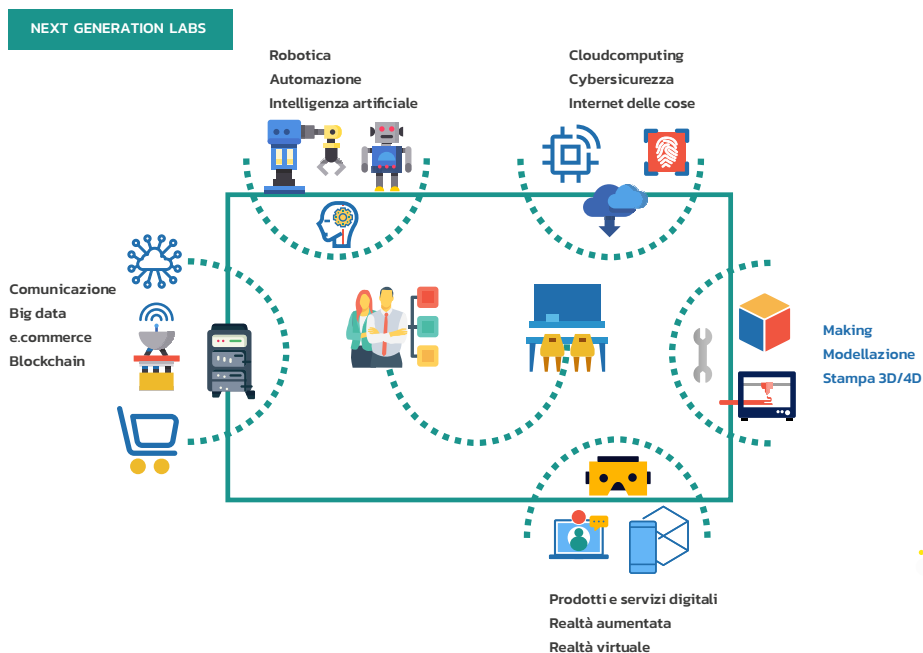 NEXT GENERATION LABS
Robotica
Automazione
Intelligenza artificiale
Cloudcomputing
Cybersicurezza
Internet delle cose
Comunicazione
Big data
e.commerce
Blockchain
Making
Modellazione
Stampa 3D/4D
Prodotti e servizi digitali
Realtà aumentata
Realtà virtuale